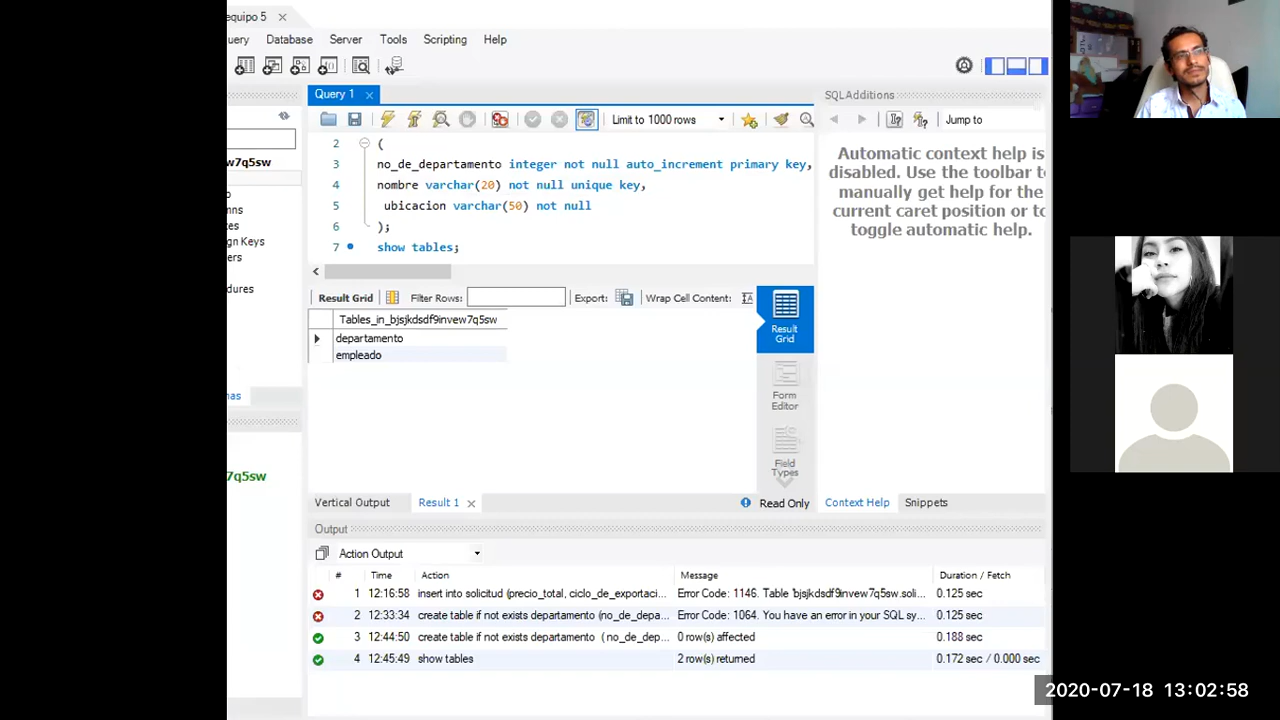 equipo 5
uery Database Server Tools Scripting Help
Query 1
SQLAdditions
Limit to 1000 rows
Jump to
w7q5sw
o
mns
ces
ign Keys
ers
dures
nas
7q5sw
2 (
3 no_de_departamento integer not null auto_increment primary key,
4 nombre varchar(20) not null unique key,
5 ubicacion varchar(50) not null
6 );
7 show tables;
Automatic context help is
disabled. Use the toolbar to
manually get help for the
current caret position or to
toggle automatic help.
Result Grid Filter Rows: Export: Wrap Cell Content:
Tables_in_bjsjkdsdf9invew7q5sw
departamento
empleado
Result
Grid
Form
Editor
Field
Types
Vertical Output Result 1 Read Only Context Help Snippets
Output
Action Output
# Time Action Message Duration / Fetch
1 12:16:58 insert into solicitud (precio_total, ciclo_de_exportaci... Error Code: 1146. Table 'bjsjkdsdf9invew7q5sw.soli... 0.125 sec
2 12:33:34 create table if not exists departamento (no_de_depa... Error Code: 1064. You have an error in your SQL sy... 0.125 sec
3 12:44:50 create table if not exists departamento ( no_de_dep... 0 row(s) affected 0.188 sec
4 12:45:49 show tables 2 row(s) returned 0.172 sec / 0.000 sec
2020-07-18 13:02:58